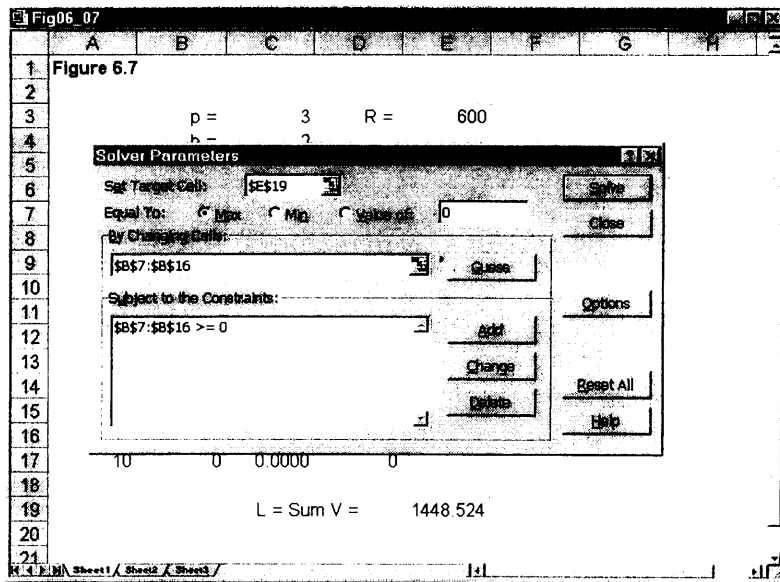 Fig06_07
A B C D E F G H
1 Figure 6.7
2
3 p = 3 R = 600
4
5 Solver Parameters
6 Set Target Cell: $E$19 Solve
7 Equal To: Max Min Value of: 0 Close
8 By Changing Cells:
9 $B$7:$B$16 Guess
10 Subject to the Constraints: Options
11
12 $B$7:$B$16 >= 0 Add
13 Change
14 Reset All
15 Delete
16 Help
17 10 0 0.0000 0
18
19 L = Sum V = 1448.524
20
21
Sheet1 Sheet2 Sheet3